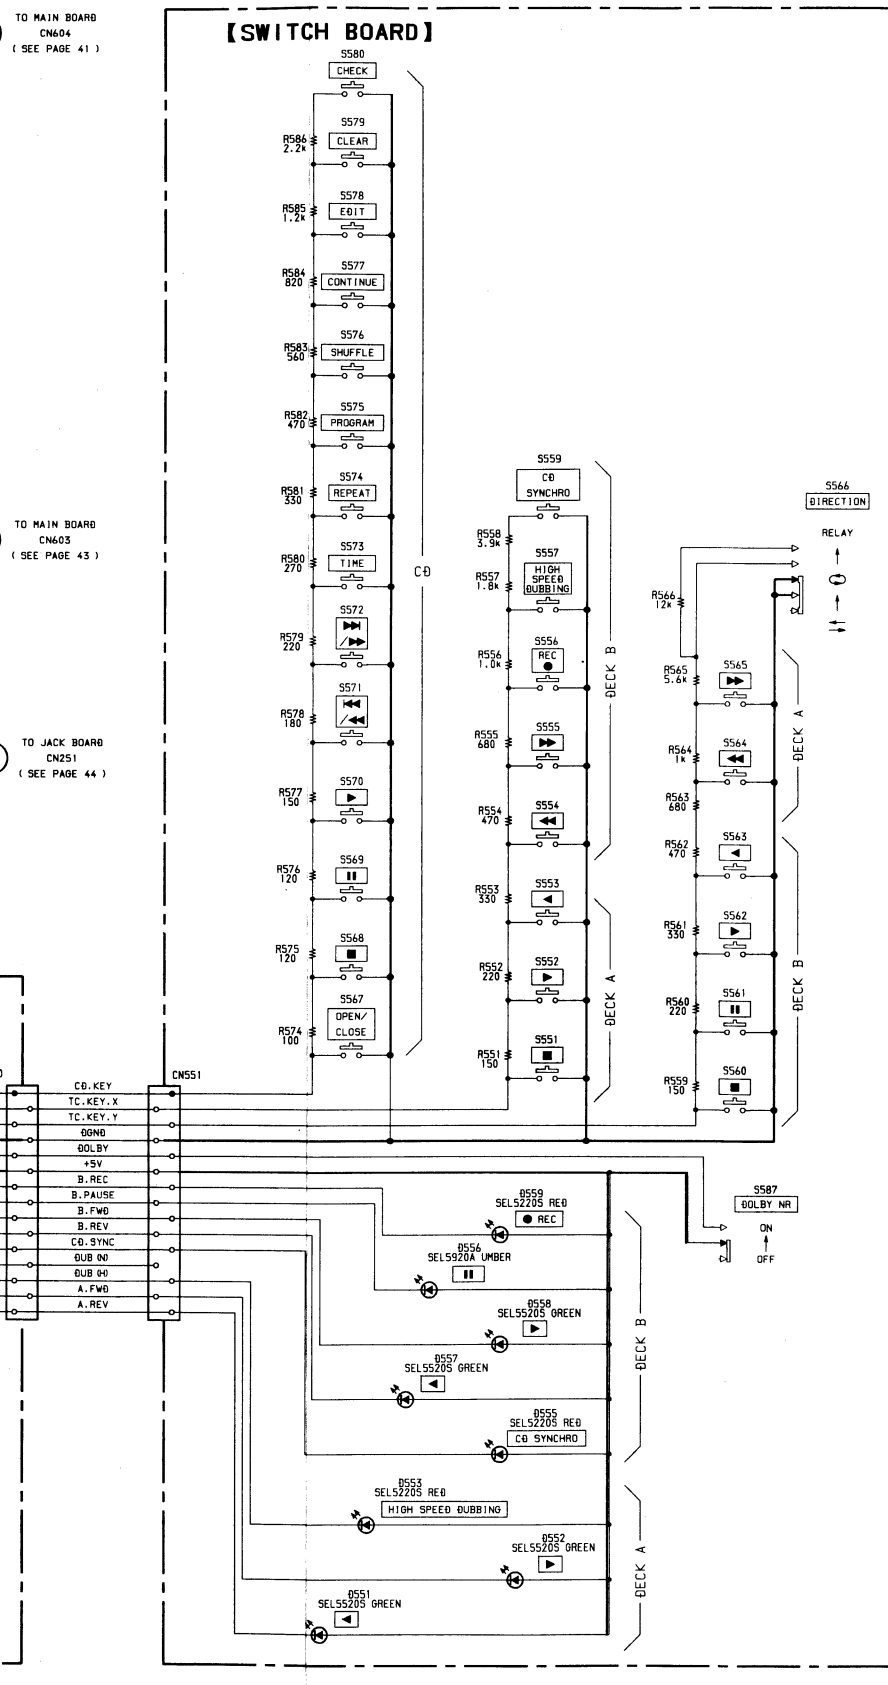 TO MAIN BOARD
CN604
( SEE PAGE 41 )
【SWITCH BOARD】
S580
CHECK
R586
2.2k
S579
CLEAR
R585
1.2k
S578
EDIT
R584
820
S577
CONTINUE
R583
560
S576
SHUFFLE
R582
470
S575
PROGRAM
R581
330
S574
REPEAT
TO MAIN BOARD
CN603
( SEE PAGE 43 )
R580
270
S573
TIME
R579
220
S572
▶▶|
/▶▶
R578
180
S571
|◀◀
/◀◀
TO JACK BOARD
CN251
( SEE PAGE 44 )
R577
150
S570
▶
R576
120
S569
▮▮
R575
120
S568
■
R574
100
S567
OPEN/
CLOSE
CD
S559
CD
SYNCHRO
R558
3.9k
R557
1.8k
S557
HIGH
SPEED
DUBBING
R556
1.0k
S556
REC
●
R555
680
S555
▶▶
R554
470
S554
◀◀
DECK B
R553
330
S553
◀
R552
220
S552
▶
R551
150
S551
■
DECK A
S566
DIRECTION
RELAY
R566
12k
R565
5.6k
S565
▶▶
R564
1k
S564
◀◀
DECK A
R563
680
R562
470
S563
◀
R561
330
S562
▶
R560
220
S561
▮▮
R559
150
S560
■
DECK B
CN551
CD.KEY
TC.KEY.X
TC.KEY.Y
DGND
DOLBY
+5V
B.REC
B.PAUSE
B.FWD
B.REV
CD.SYNC
DUB (N)
DUB (H)
A.FWD
A.REV
S587
DOLBY NR
ON
OFF
D559
SEL5220S RED
● REC
D556
SEL5920A UMBER
▮▮
D558
SEL5520S GREEN
▶
D557
SEL5520S GREEN
◀
D555
SEL5220S RED
CD SYNCHRO
DECK B
D553
SEL5220S RED
HIGH SPEED DUBBING
D552
SEL5520S GREEN
▶
D551
SEL5520S GREEN
◀
DECK A